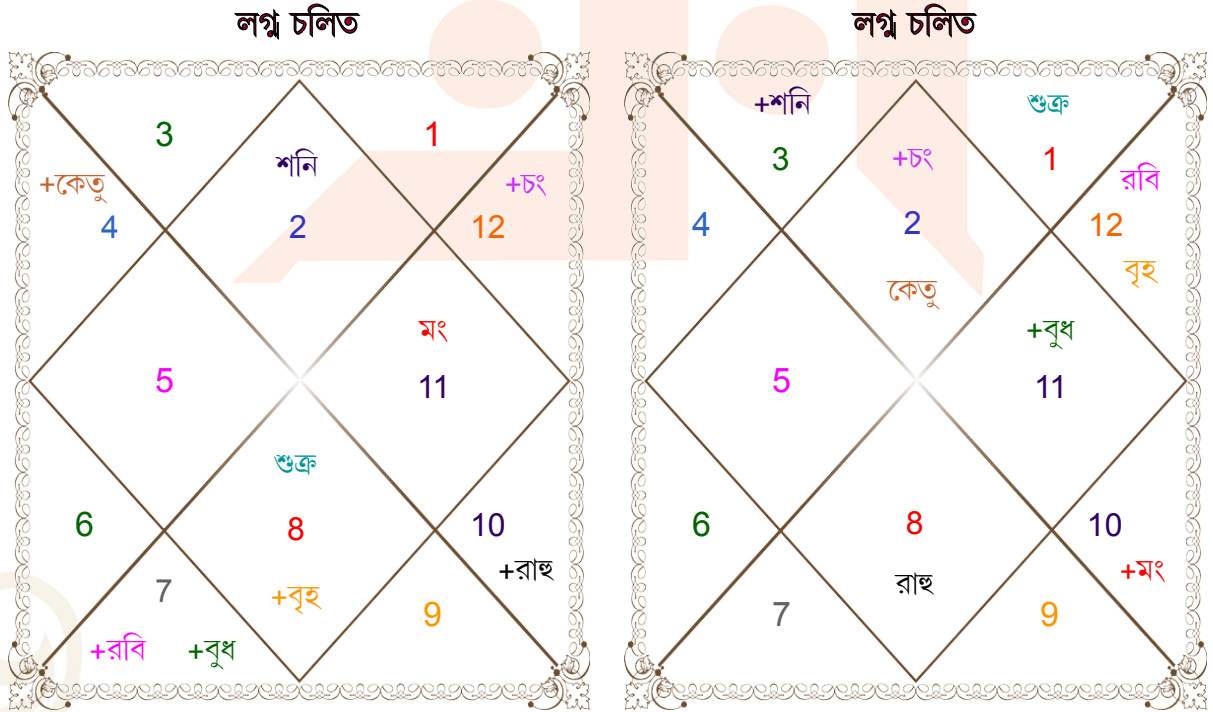 লগ্ন চলিত
3
1
শনি
+কেতু
+চং
4
2
12
মং
5
11
শুক্র
6
8
10
+রাহু
7
+বৃহ
9
+রবি
+বুধ
লগ্ন চলিত
+শনি
শুক্র
3
+চং
1
রবি
4
2
12
কেতু
বৃহ
+বুধ
5
11
6
8
10
রাহু
+মং
7
9